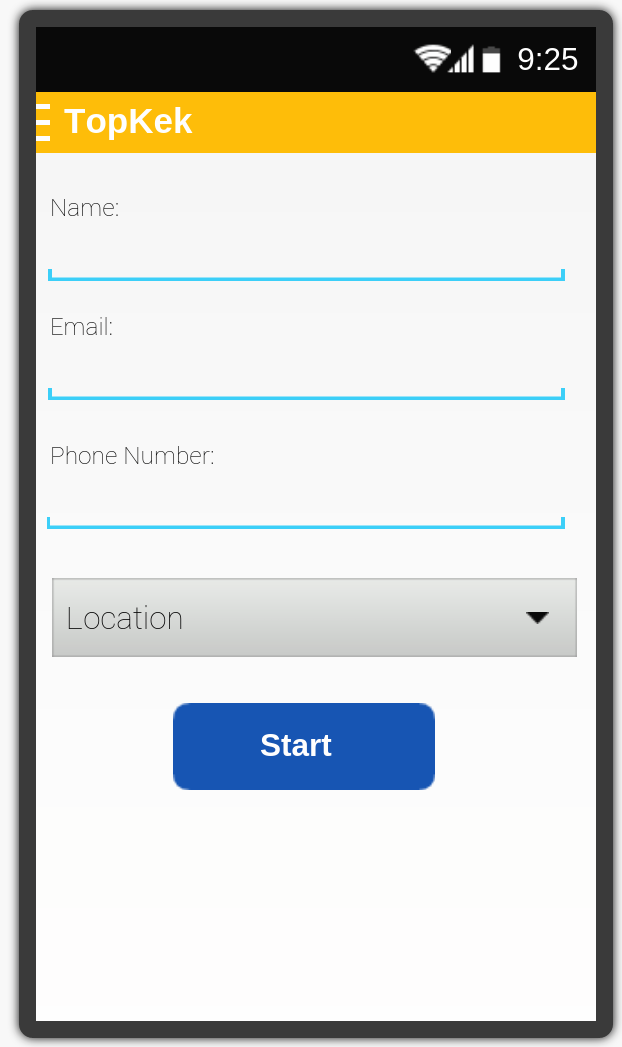 9:25
TopKek
Name:
Email:
Phone Number:
Location
Start